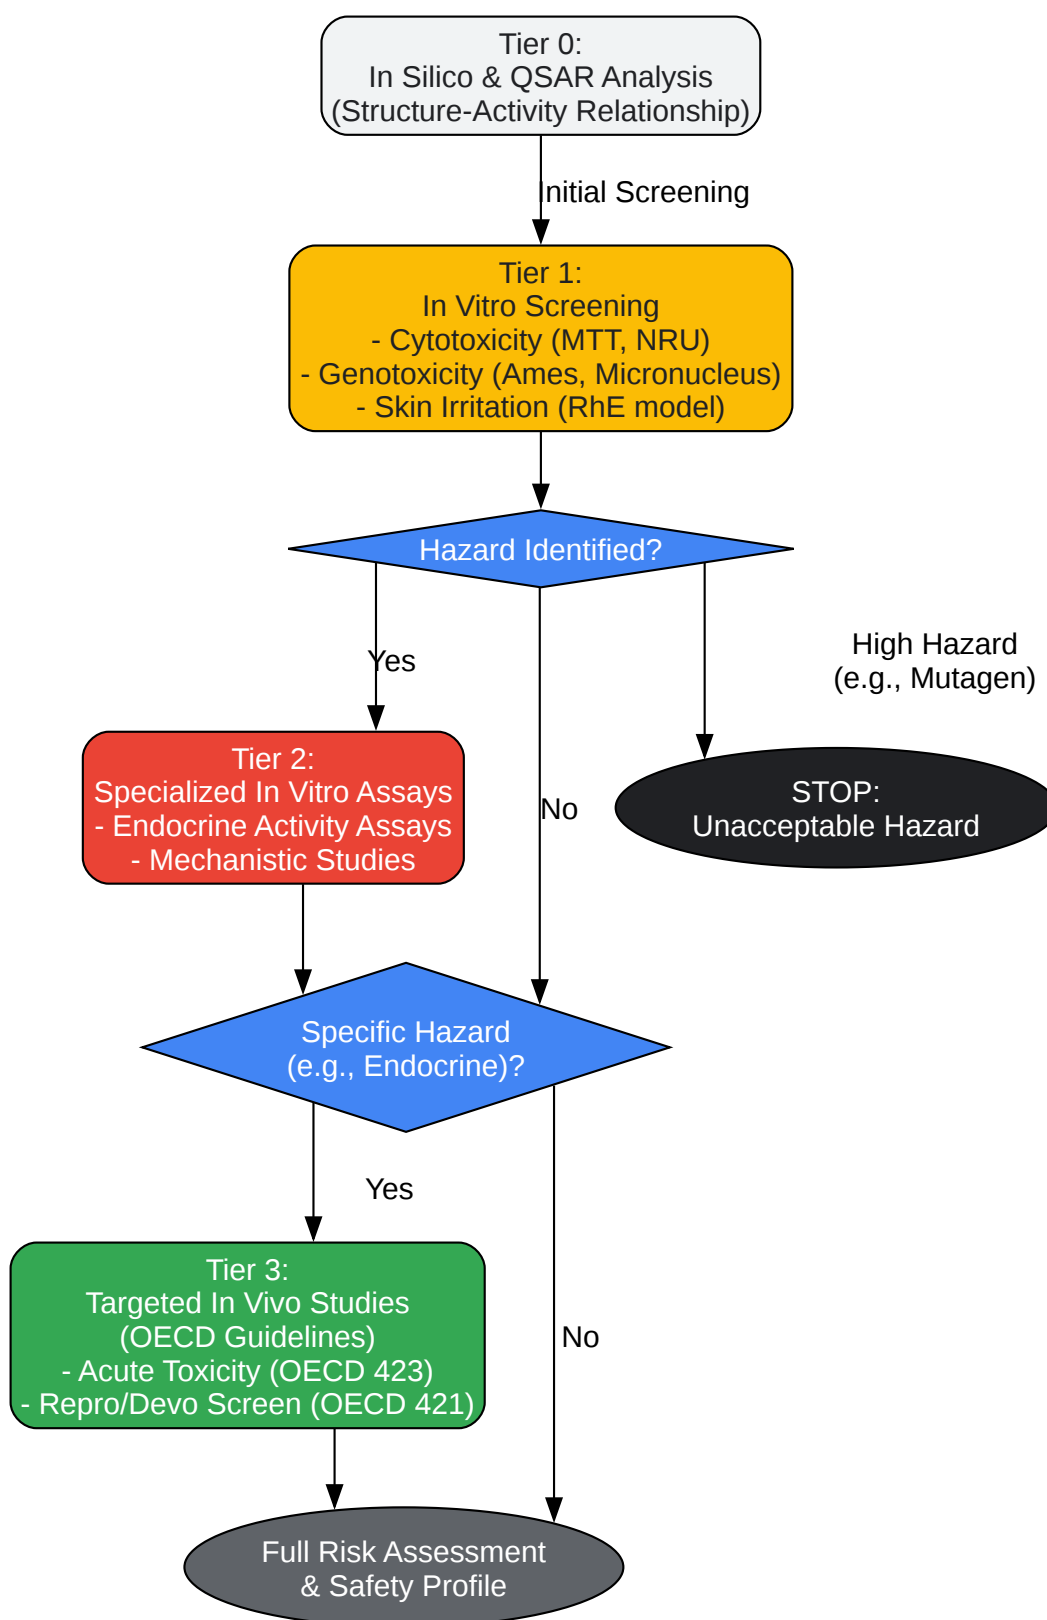 Tier 0:
In Silico & QSAR Analysis
(Structure-Activity Relationship)
Initial Screening
Tier 1:
In Vitro Screening
- Cytotoxicity (MTT, NRU)
- Genotoxicity (Ames, Micronucleus)
- Skin Irritation (RhE model)
Hazard Identified?
Yes
High Hazard
(e.g., Mutagen)
Tier 2:
Specialized In Vitro Assays
- Endocrine Activity Assays
- Mechanistic Studies
No
STOP:
Unacceptable Hazard
Specific Hazard
(e.g., Endocrine)?
Yes
Tier 3:
Targeted In Vivo Studies
(OECD Guidelines)
- Acute Toxicity (OECD 423)
- Repro/Devo Screen (OECD 421)
No
Full Risk Assessment
& Safety Profile